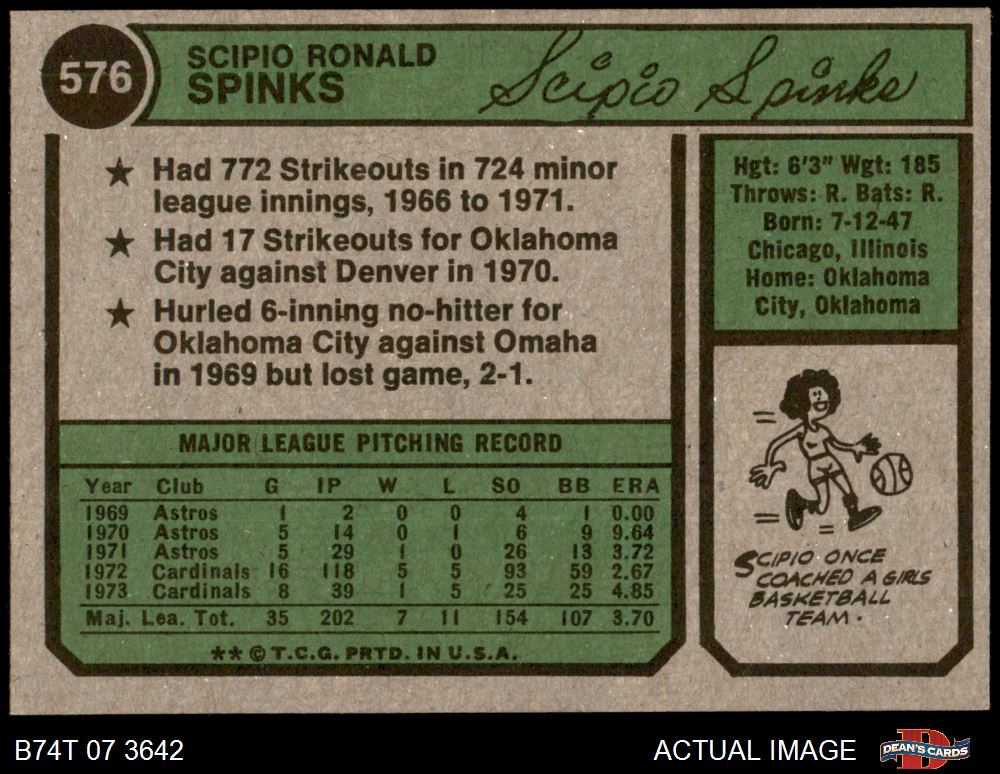 576
SCIPIO RONALD
SPINKS
Scipio Spinks
★ Had 772 Strikeouts in 724 minor
league innings, 1966 to 1971.
★ Had 17 Strikeouts for Oklahoma
City against Denver in 1970.
★ Hurled 6-inning no-hitter for
Oklahoma City against Omaha
in 1969 but lost game, 2-1.
Hgt: 6'3" Wgt: 185
Throws: R. Bats: R.
Born: 7-12-47
Chicago, Illinois
Home: Oklahoma
City, Oklahoma
MAJOR LEAGUE PITCHING RECORD
Year Club G IP W L SO BB ERA
1969 Astros 1 2 0 0 4 1 0.00
1970 Astros 5 14 0 1 6 9 9.64
1971 Astros 5 29 1 0 26 13 3.72
1972 Cardinals 16 118 5 5 93 59 2.67
1973 Cardinals 8 39 1 5 25 25 4.85
Maj. Lea. Tot. 35 202 7 11 154 107 3.70
** © T.C.G. PRTD. IN U.S.A.
SCIPIO ONCE
COACHED A GIRLS
BASKETBALL
TEAM.
B74T 07 3642
ACTUAL IMAGE
DEAN'S CARDS